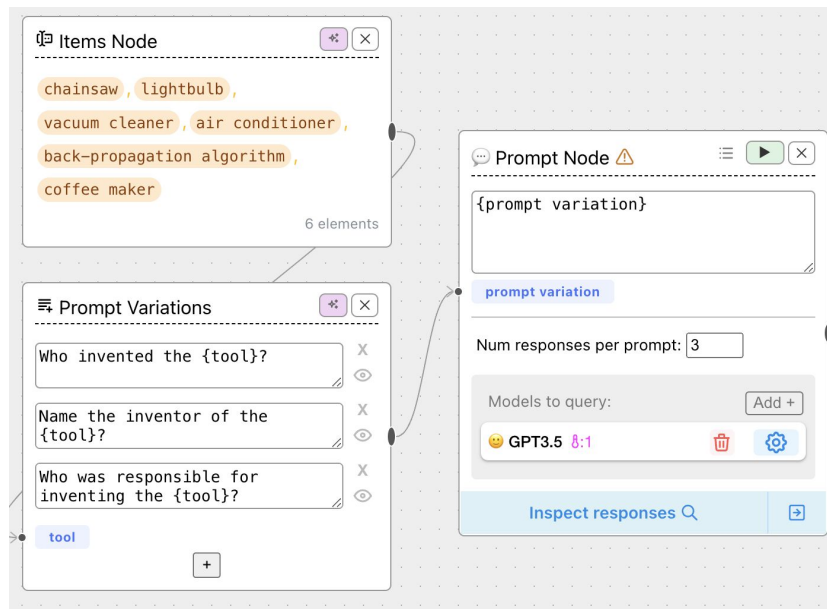 Items Node
chainsaw, lightbulb,
vacuum cleaner, air conditioner,
back-propagation algorithm,
coffee maker
6 elements
Prompt Variations
Who invented the {tool}?
X
Name the inventor of the
{tool}?
X
Who was responsible for
inventing the {tool}?
X
tool
+
Prompt Node
{prompt variation}
prompt variation
Num responses per prompt: 3
Models to query:
Add +
GPT3.5 :1
Inspect responses